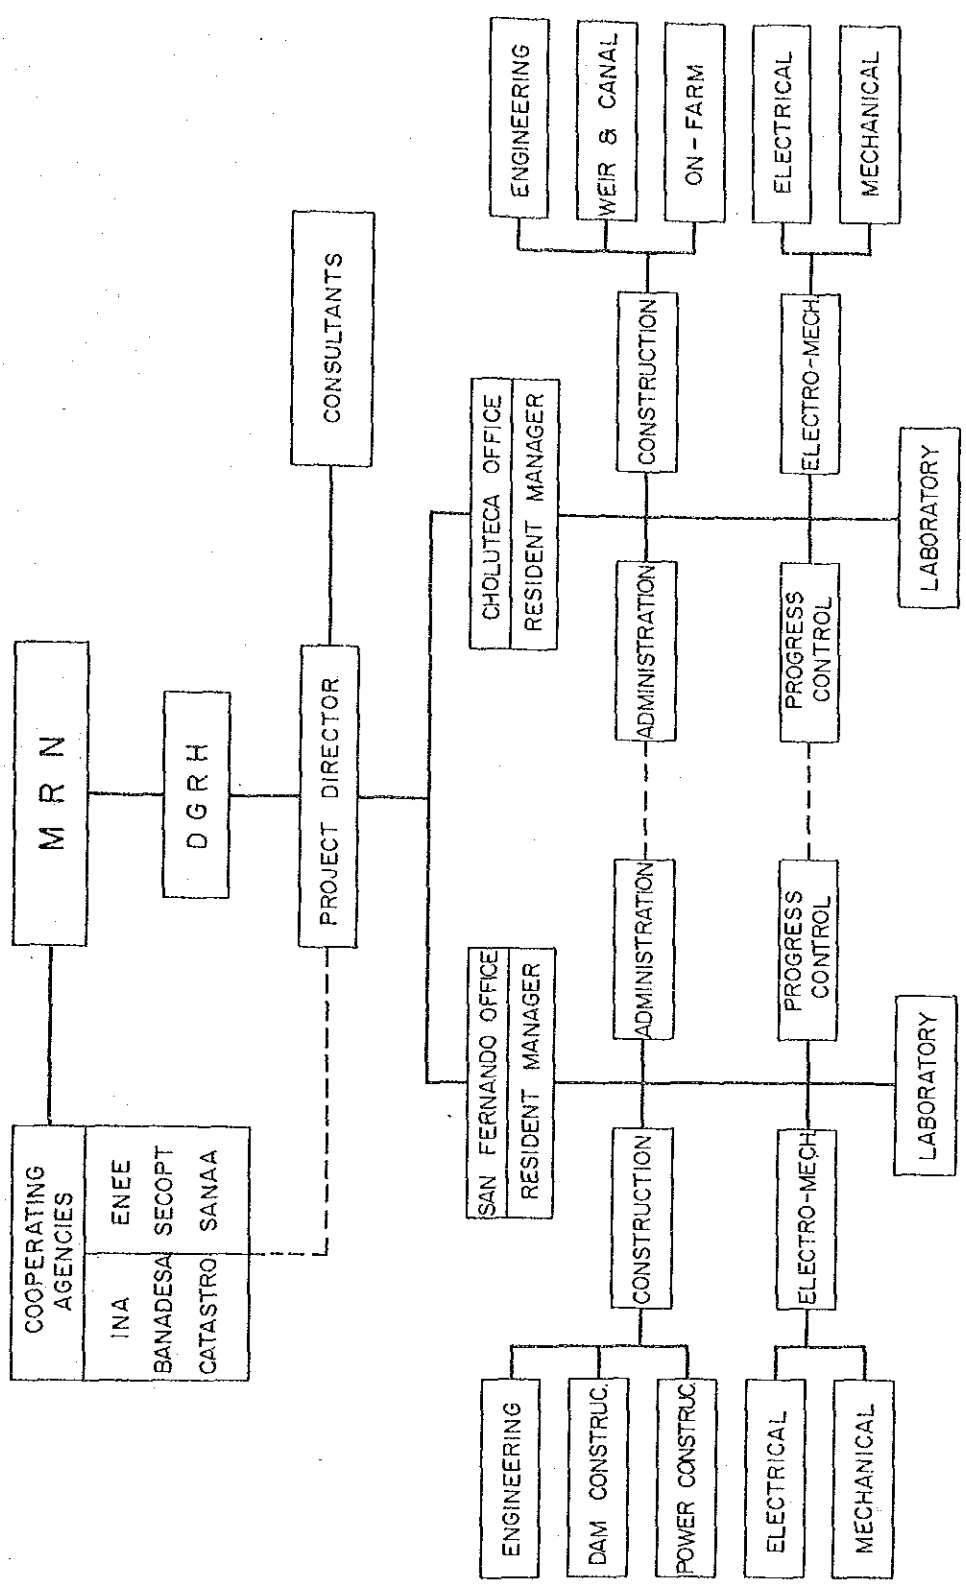 M R N
COOPERATING
AGENCIES
INA ENEE
BANADESA SECOPT
CATASTRO SANAA
D G R H
PROJECT DIRECTOR
CONSULTANTS
SAN FERNANDO OFFICE
RESIDENT MANAGER
CHOLUTECA OFFICE
RESIDENT MANAGER
ENGINEERING
DAM CONSTRUC.
POWER CONSTRUC.
CONSTRUCTION
ADMINISTRATION
ADMINISTRATION
CONSTRUCTION
ENGINEERING
WEIR & CANAL
ON-FARM
ELECTRICAL
MECHANICAL
ELECTRO-MECH
PROGRESS
CONTROL
PROGRESS
CONTROL
ELECTRO-MECH.
ELECTRICAL
MECHANICAL
LABORATORY
LABORATORY